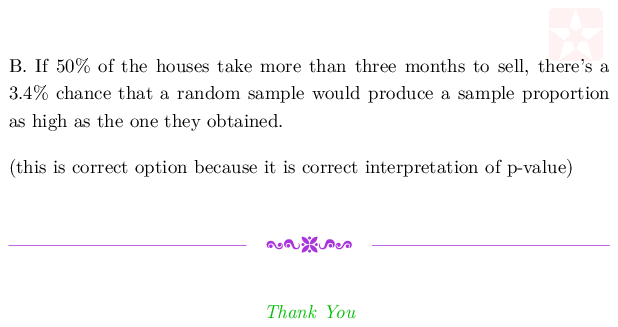 B. If 50% of the houses take more than three months to sell, there's a
3.4% chance that a random sample would produce a sample proportion
as high as the one they obtained.
(this is correct option because it is correct interpretation of p-value)
Thank You